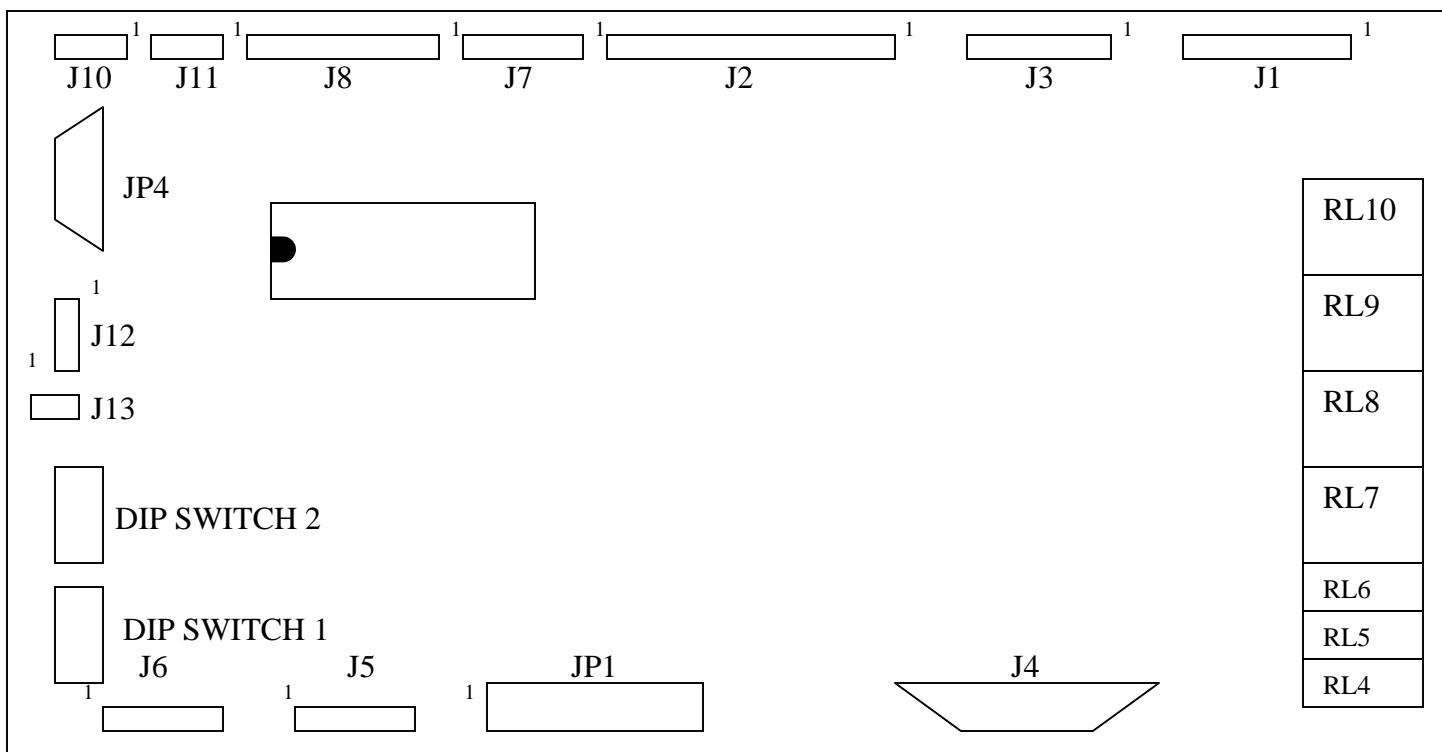 1 1 1 1 1 1 1
J10 J11 J8 J7 J2 J3 J1
JP4
RL10
1
RL9
J12
1
RL8
J13
RL7
DIP SWITCH 2
RL6
DIP SWITCH 1
RL5
J6 J5 JP1 J4
RL4
1 1 1